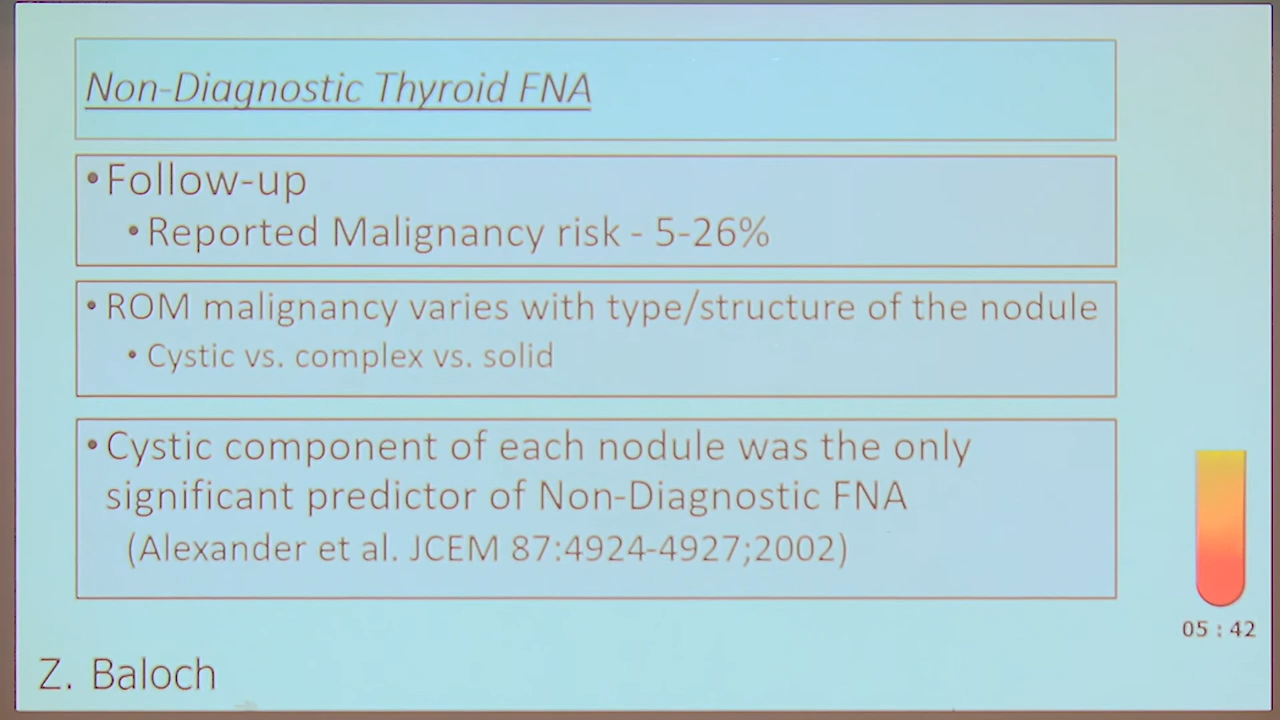 Non-Diagnostic Thyroid FNA
•Follow-up
•Reported Malignancy risk - 5-26%
•ROM malignancy varies with type/structure of the nodule
•Cystic vs. complex vs. solid
•Cystic component of each nodule was the only
significant predictor of Non-Diagnostic FNA
(Alexander et al. JCEM 87:4924-4927;2002)
05 : 42
Z. Baloch